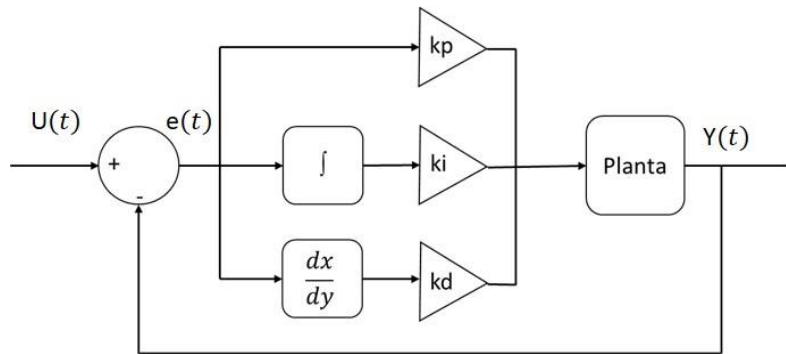 kp
U(t)
e(t)
Y(t)
+
-
∫
ki
Planta
dx
dy
kd